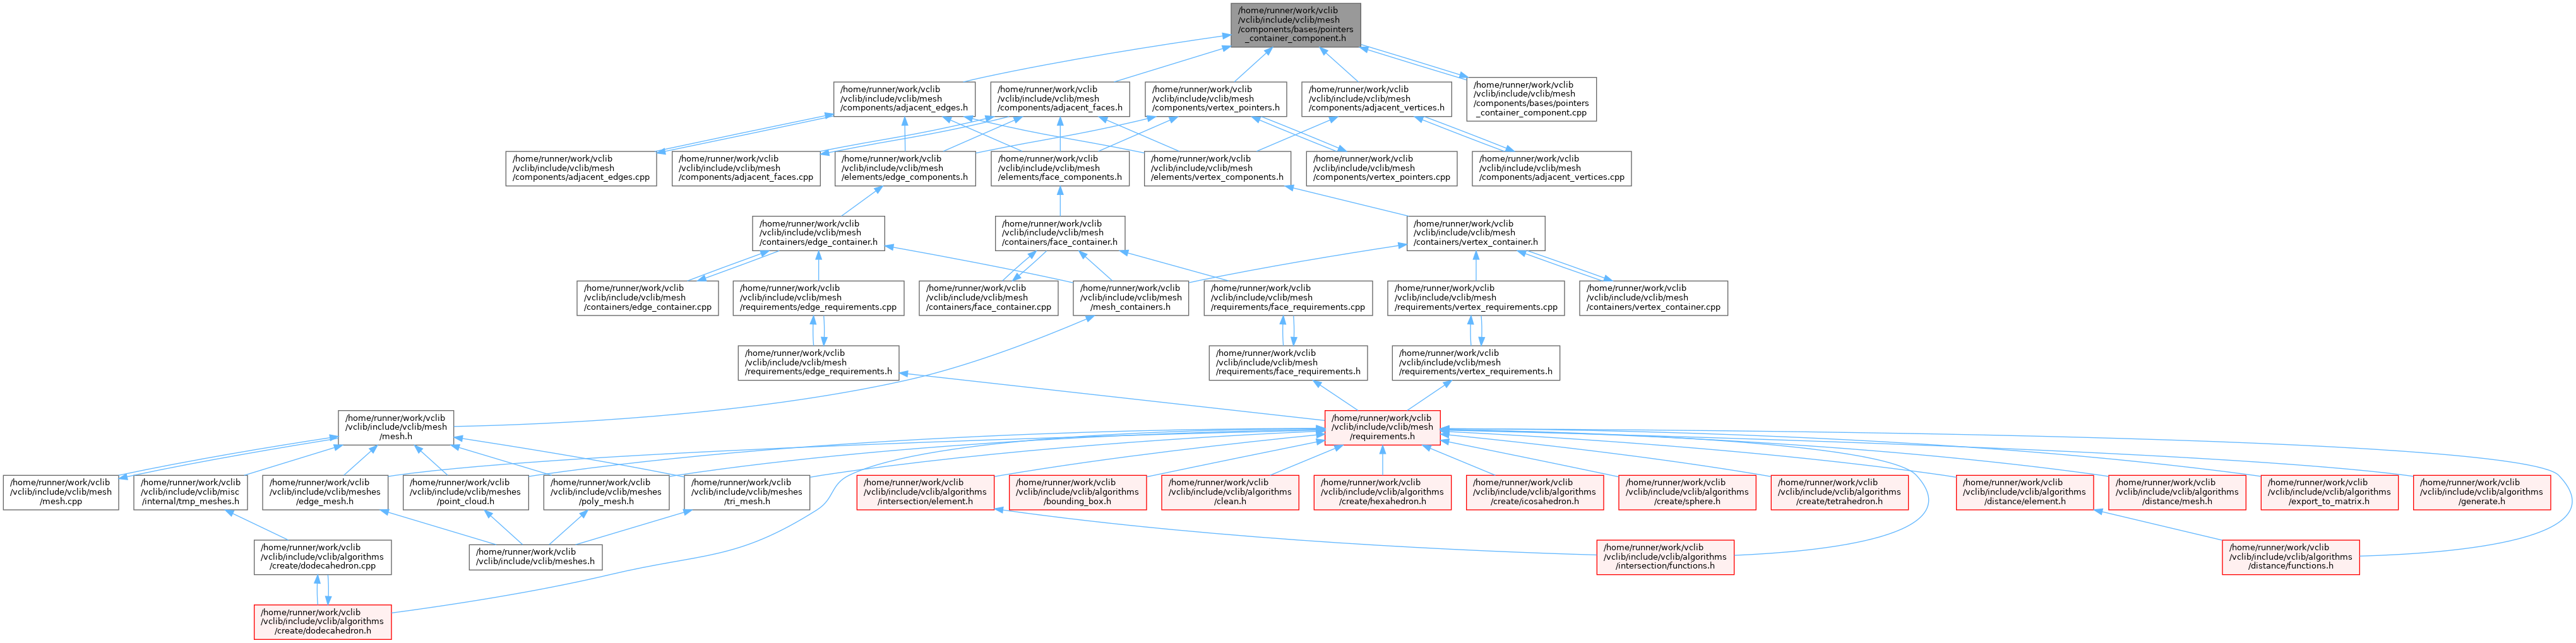 /home/runner/work/vclib
/vclib/include/vclib/mesh
/components/bases/pointers
_container_component.h
/home/runner/work/vclib
/vclib/include/vclib/mesh
/components/adjacent_edges.h
/home/runner/work/vclib
/vclib/include/vclib/mesh
/components/adjacent_faces.h
/home/runner/work/vclib
/vclib/include/vclib/mesh
/components/vertex_pointers.h
/home/runner/work/vclib
/vclib/include/vclib/mesh
/components/adjacent_vertices.h
/home/runner/work/vclib
/vclib/include/vclib/mesh
/components/bases/pointers
_container_component.cpp
/home/runner/work/vclib
/vclib/include/vclib/mesh
/components/adjacent_edges.cpp
/home/runner/work/vclib
/vclib/include/vclib/mesh
/components/adjacent_faces.cpp
/home/runner/work/vclib
/vclib/include/vclib/mesh
/elements/edge_components.h
/home/runner/work/vclib
/vclib/include/vclib/mesh
/elements/face_components.h
/home/runner/work/vclib
/vclib/include/vclib/mesh
/elements/vertex_components.h
/home/runner/work/vclib
/vclib/include/vclib/mesh
/components/vertex_pointers.cpp
/home/runner/work/vclib
/vclib/include/vclib/mesh
/components/adjacent_vertices.cpp
/home/runner/work/vclib
/vclib/include/vclib/mesh
/containers/edge_container.h
/home/runner/work/vclib
/vclib/include/vclib/mesh
/containers/face_container.h
/home/runner/work/vclib
/vclib/include/vclib/mesh
/containers/vertex_container.h
/home/runner/work/vclib
/vclib/include/vclib/mesh
/containers/edge_container.cpp
/home/runner/work/vclib
/vclib/include/vclib/mesh
/requirements/edge_requirements.cpp
/home/runner/work/vclib
/vclib/include/vclib/mesh
/containers/face_container.cpp
/home/runner/work/vclib
/vclib/include/vclib/mesh
/mesh_containers.h
/home/runner/work/vclib
/vclib/include/vclib/mesh
/requirements/face_requirements.cpp
/home/runner/work/vclib
/vclib/include/vclib/mesh
/requirements/vertex_requirements.cpp
/home/runner/work/vclib
/vclib/include/vclib/mesh
/containers/vertex_container.cpp
/home/runner/work/vclib
/vclib/include/vclib/mesh
/requirements/edge_requirements.h
/home/runner/work/vclib
/vclib/include/vclib/mesh
/requirements/face_requirements.h
/home/runner/work/vclib
/vclib/include/vclib/mesh
/requirements/vertex_requirements.h
/home/runner/work/vclib
/vclib/include/vclib/mesh
/mesh.h
/home/runner/work/vclib
/vclib/include/vclib/mesh
/requirements.h
/home/runner/work/vclib
/vclib/include/vclib/mesh
/mesh.cpp
/home/runner/work/vclib
/vclib/include/vclib/misc
/internal/tmp_meshes.h
/home/runner/work/vclib
/vclib/include/vclib/meshes
/edge_mesh.h
/home/runner/work/vclib
/vclib/include/vclib/meshes
/point_cloud.h
/home/runner/work/vclib
/vclib/include/vclib/meshes
/poly_mesh.h
/home/runner/work/vclib
/vclib/include/vclib/meshes
/tri_mesh.h
/home/runner/work/vclib
/vclib/include/vclib/algorithms
/intersection/element.h
/home/runner/work/vclib
/vclib/include/vclib/algorithms
/bounding_box.h
/home/runner/work/vclib
/vclib/include/vclib/algorithms
/clean.h
/home/runner/work/vclib
/vclib/include/vclib/algorithms
/create/hexahedron.h
/home/runner/work/vclib
/vclib/include/vclib/algorithms
/create/icosahedron.h
/home/runner/work/vclib
/vclib/include/vclib/algorithms
/create/sphere.h
/home/runner/work/vclib
/vclib/include/vclib/algorithms
/create/tetrahedron.h
/home/runner/work/vclib
/vclib/include/vclib/algorithms
/distance/element.h
/home/runner/work/vclib
/vclib/include/vclib/algorithms
/distance/mesh.h
/home/runner/work/vclib
/vclib/include/vclib/algorithms
/export_to_matrix.h
/home/runner/work/vclib
/vclib/include/vclib/algorithms
/generate.h
/home/runner/work/vclib
/vclib/include/vclib/algorithms
/create/dodecahedron.cpp
/home/runner/work/vclib
/vclib/include/vclib/meshes.h
/home/runner/work/vclib
/vclib/include/vclib/algorithms
/intersection/functions.h
/home/runner/work/vclib
/vclib/include/vclib/algorithms
/distance/functions.h
/home/runner/work/vclib
/vclib/include/vclib/algorithms
/create/dodecahedron.h